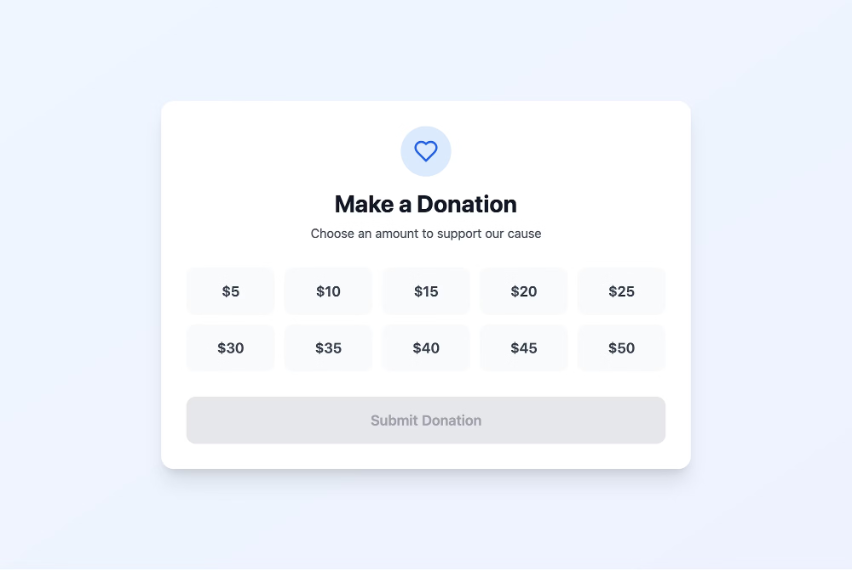 Make a Donation
Choose an amount to support our cause
$5 $10 $15 $20 $25
$30 $35 $40 $45 $50
Submit Donation